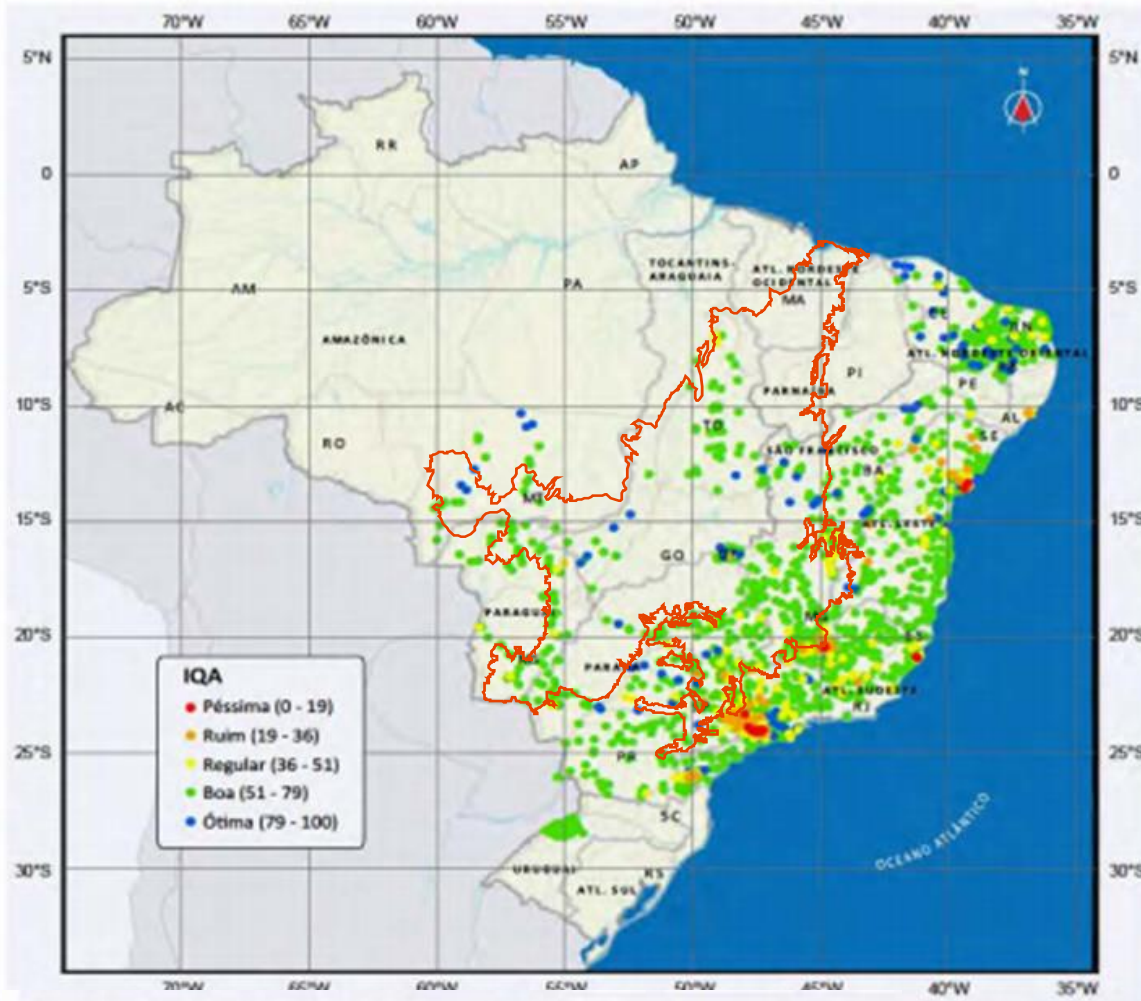 70°W 65°W 60°W 55°W 50°W 45°W 40°W 35°W
5°N 5°N
N
RR
AP
0 0
TOCANTINS-
ARAGUAIA
ATL. NORDESTE
OCIDENTAL
AM
PA
5°S 5°S
MA
RN
AMAZÔNICA
ATL. NORDESTE ORIENTAL
PI
PE
PARNAÍBA
10°S 10°S
AC
AL
TO
SE
RO
SÃO FRANCISCO
BA
MT
15°S 15°S
ATL. LESTE
GO
PARAGUAI
20°S 20°S
ES
PARANÁ
IQA
ATL. SUDESTE
RJ
Péssima (0 - 19)
Ruim (19 - 36)
Regular (36 - 51)
Boa (51 - 79)
Ótima (79 - 100)
25°S 25°S
PR
SC
OCEANO ATLÂNTICO
30°S 30°S
URUGUAI
RS
ATL. SUL
70°W 65°W 60°W 55°W 50°W 45°W 40°W 35°W